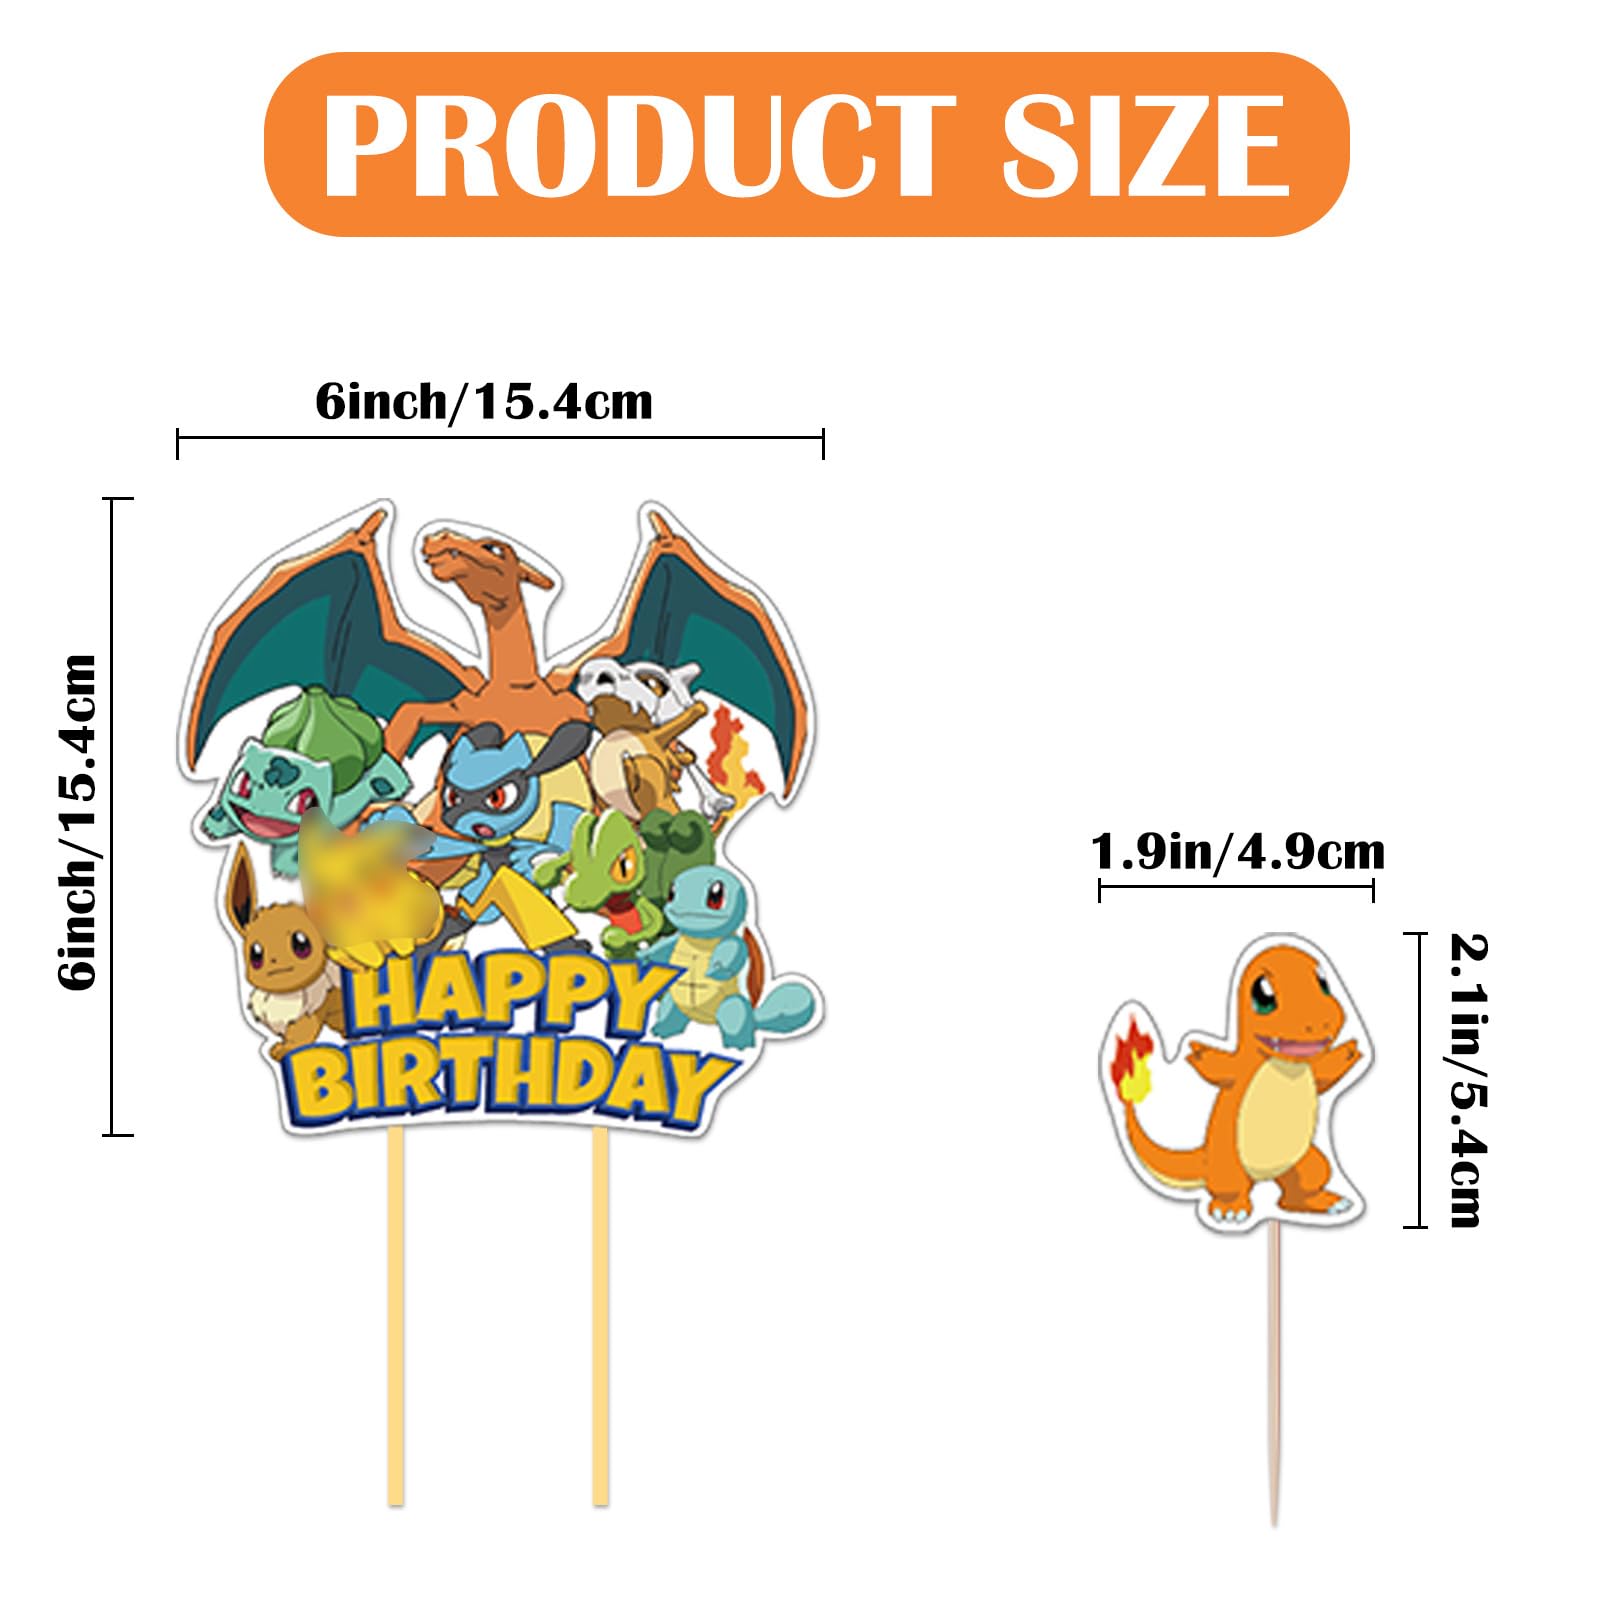 PRODUCT SIZE
6inch/15.4cm
6inch/15.4cm
HAPPY
BIRTHDAY
1.9in/4.9cm
2.1in/5.4cm